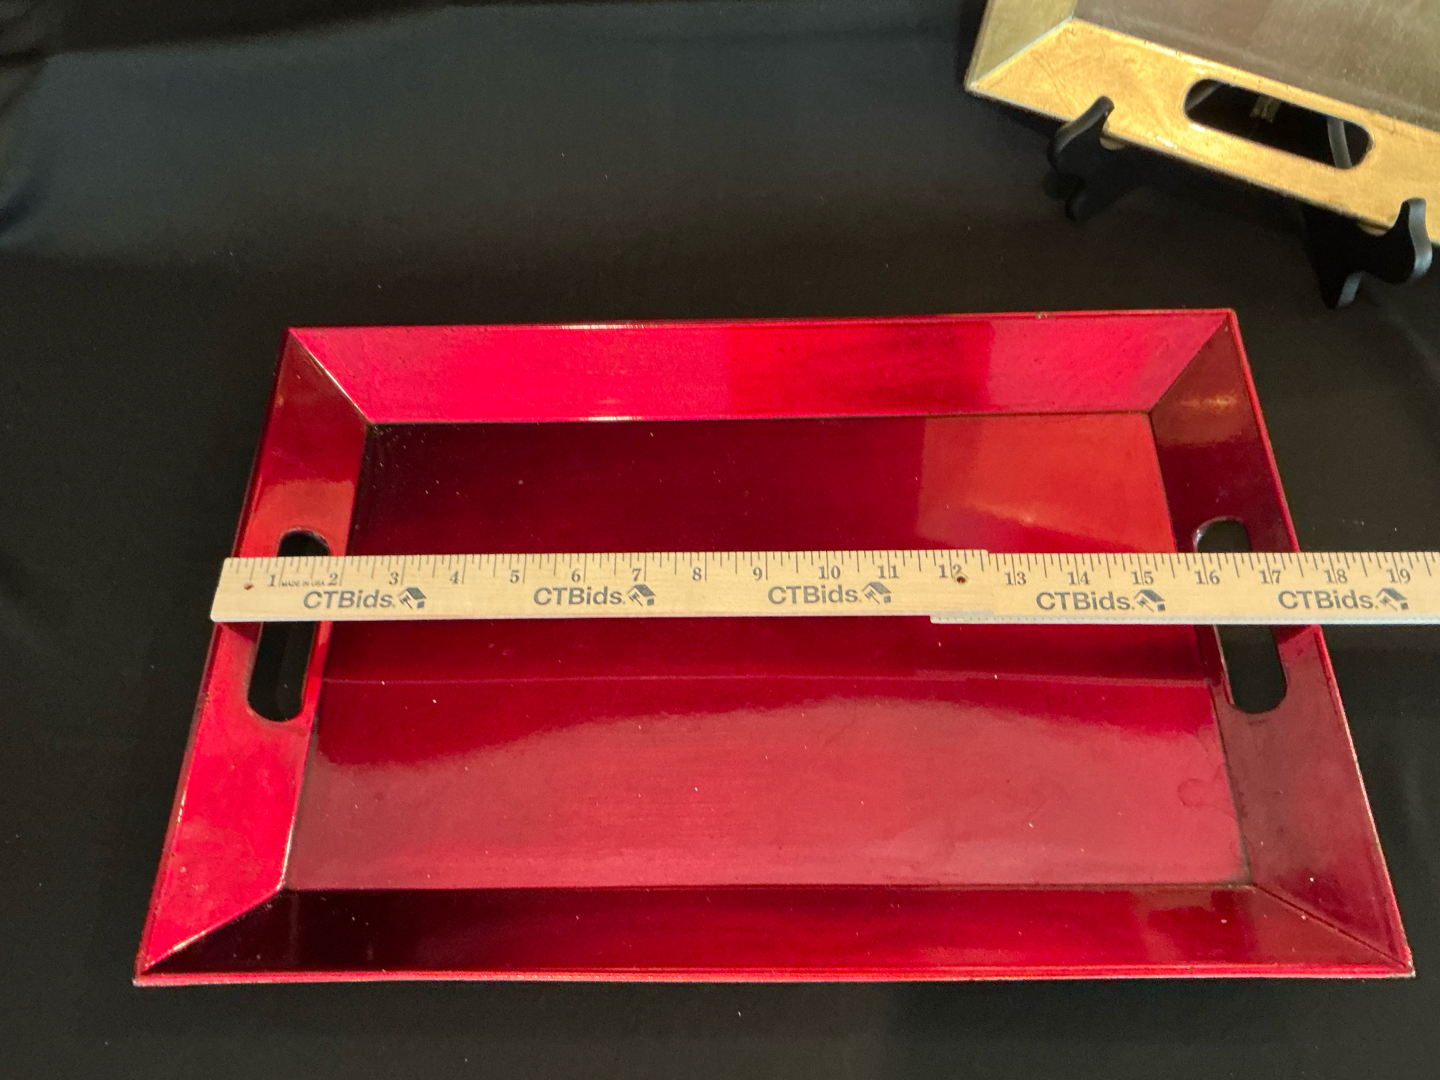 1 MADE IN USA 2 3 4 5 6 7 8 9 10 11 12 13 14 15 16 17 18 19
CTBids. CTBids. CTBids. CTBids. CTBids.